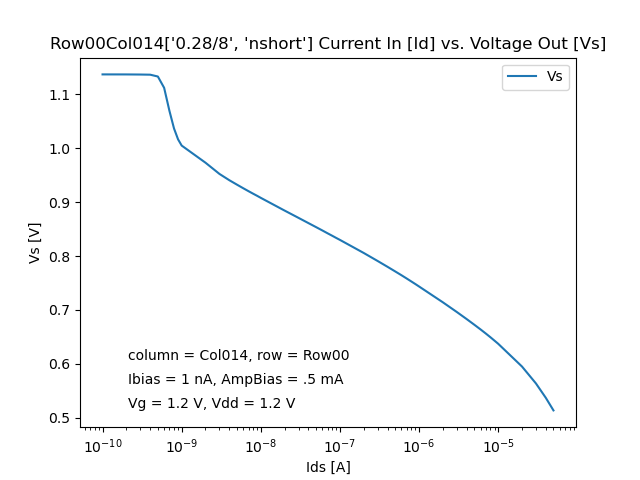 Row00Col014['0.28/8', 'nshort'] Current In [Id] vs. Voltage Out [Vs]
Vs
1.1
1.0
0.9
0.8
0.7
0.6
0.5
Vs [V]
column = Col014, row = Row00
Ibias = 1 nA, AmpBias = .5 mA
Vg = 1.2 V, Vdd = 1.2 V
10⁻¹⁰ 10⁻⁹ 10⁻⁸ 10⁻⁷ 10⁻⁶ 10⁻⁵
Ids [A]